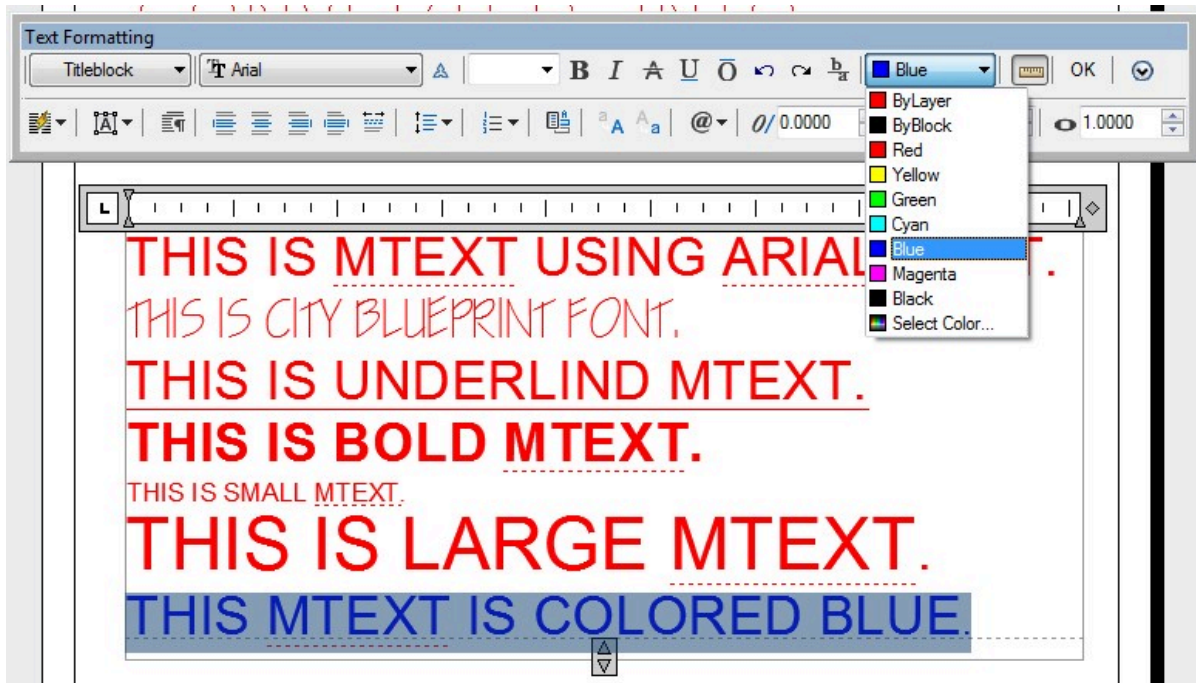 Text Formatting
Titleblock Arial B I A U O b/a Blue OK
@ 0/ 0.0000 1.0000
ByLayer
ByBlock
Red
Yellow
Green
Cyan
Blue
Magenta
Black
Select Color...
L
THIS IS MTEXT USING ARIAL .
THIS IS CITY BLUEPRINT FONT.
THIS IS UNDERLIND MTEXT.
THIS IS BOLD MTEXT.
THIS IS SMALL MTEXT.
THIS IS LARGE MTEXT.
THIS MTEXT IS COLORED BLUE.